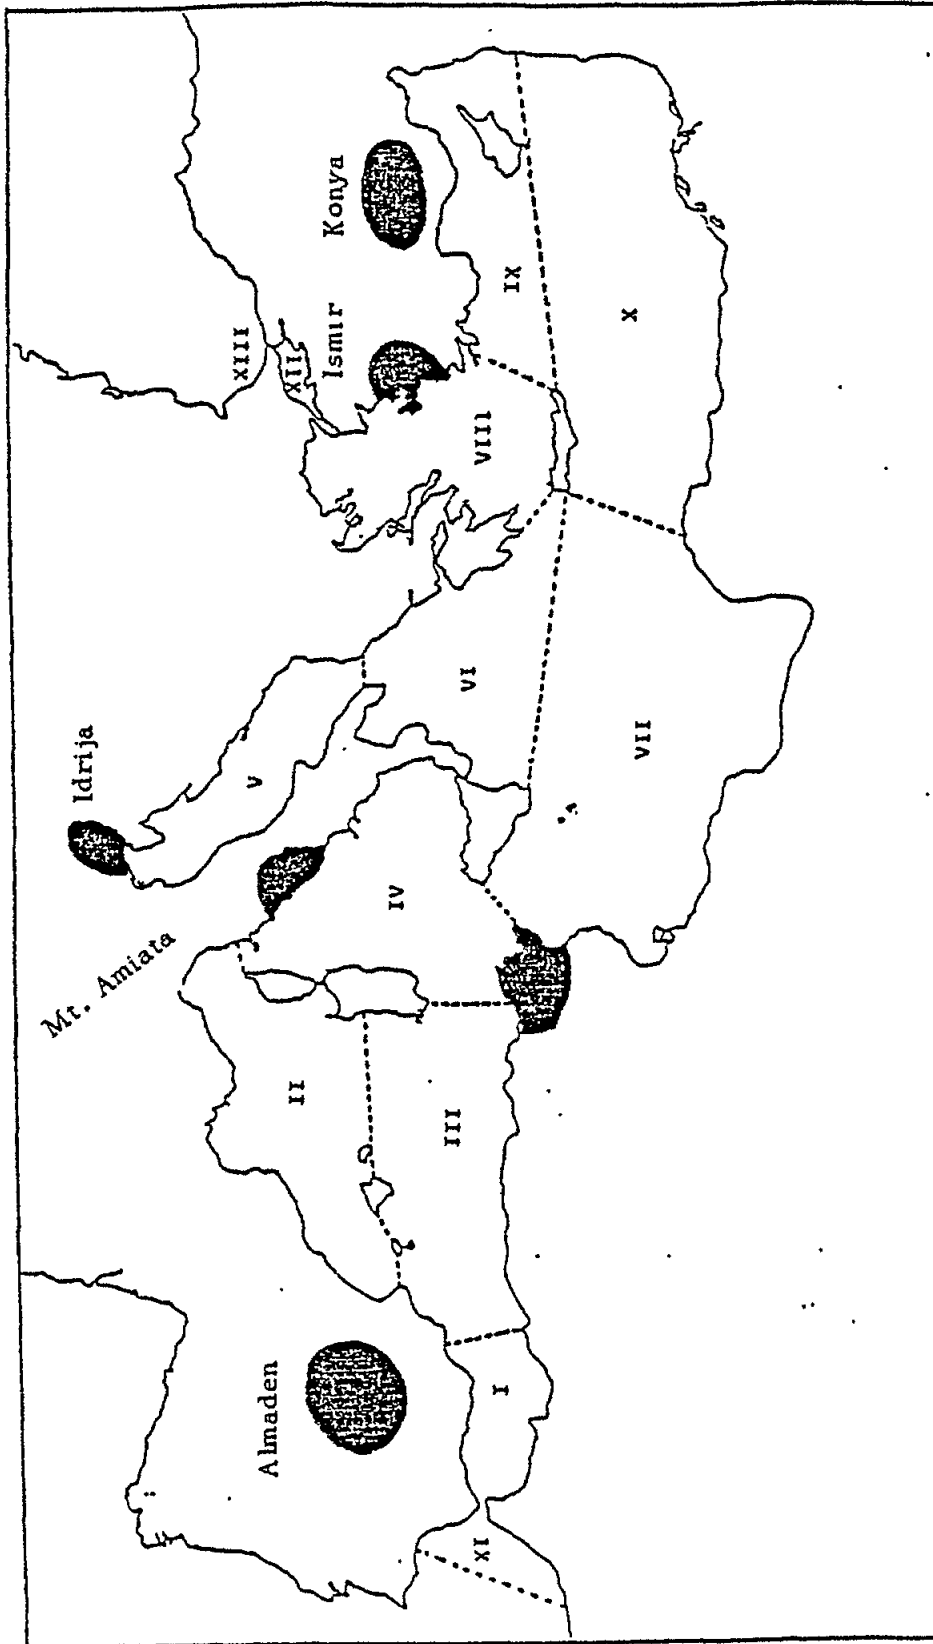 Mt. Amiata
Idrija
XIII
XII
Ismir
Konya
Almaden
II
IV
V
VI
VIII
IX
III
I
XI
VII
X